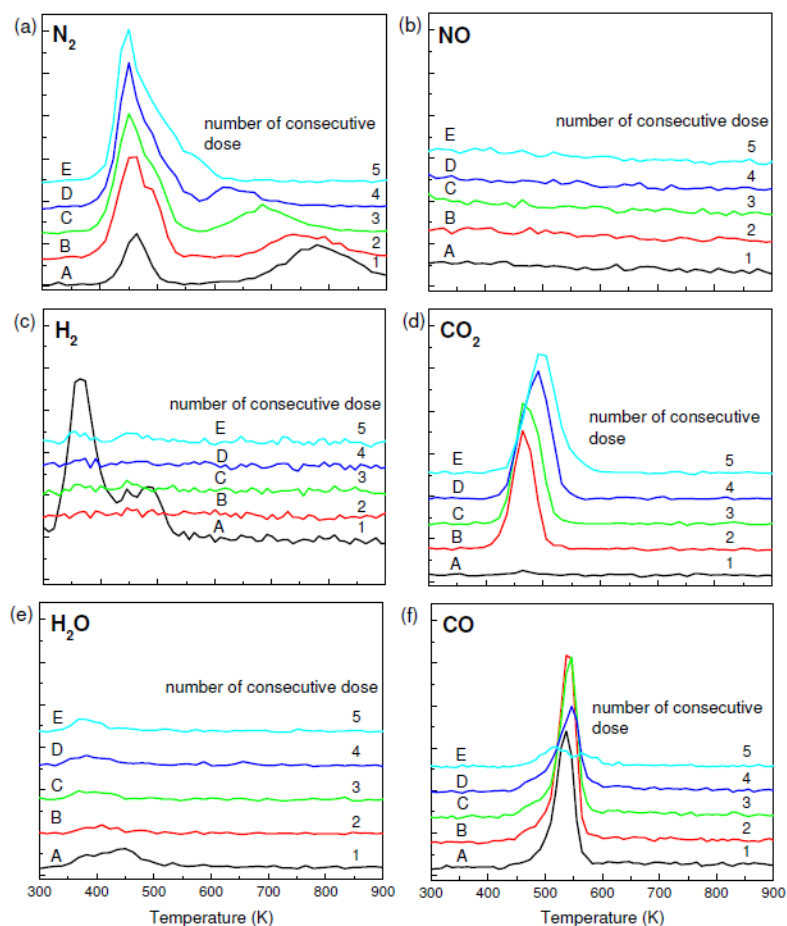 (a)
N2
number of consecutive
dose
E 5
D 4
C 3
B 2
A 1
(b)
NO
number of consecutive dose
E 5
D 4
C 3
B 2
A 1
(c)
H2
number of consecutive dose
E 5
D 4
C 3
B 2
A 1
(d)
CO2
number of consecutive
dose
E 5
D 4
C 3
B 2
A 1
(e)
H2O
number of consecutive dose
E 5
D 4
C 3
B 2
A 1
300 400 500 600 700 800 900
Temperature (K)
(f)
CO
number of consecutive
dose
E 5
D 4
C 3
B 2
A 1
300 400 500 600 700 800 900
Temperature (K)